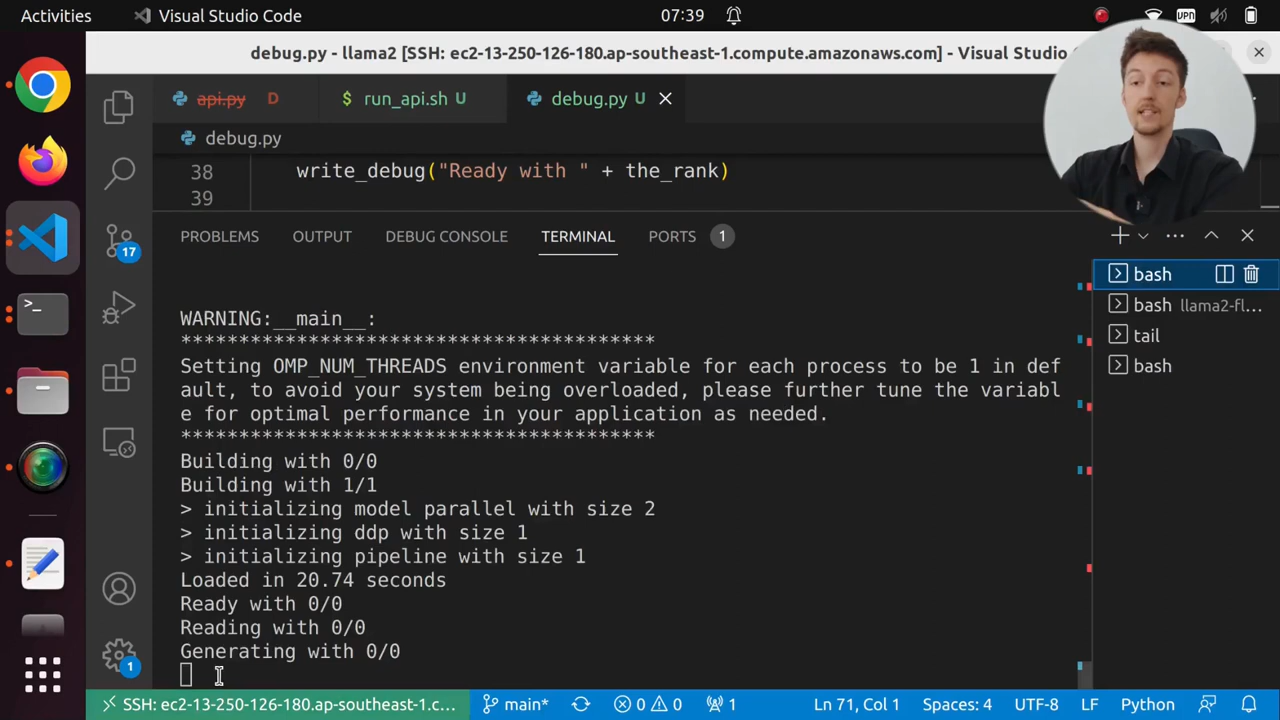 Activities
Visual Studio Code
07:39
VPN
debug.py - llama2 [SSH: ec2-13-250-126-180.ap-southeast-1.compute.amazonaws.com] - Visual Studio
api.py D
$ run_api.sh U
debug.py U
debug.py
38 write_debug("Ready with " + the_rank)
39
PROBLEMS OUTPUT DEBUG CONSOLE TERMINAL PORTS 1
17
1
bash
bash llama2-fl...
tail
bash
WARNING:__main__:
*****************************************
Setting OMP_NUM_THREADS environment variable for each process to be 1 in def
ault, to avoid your system being overloaded, please further tune the variabl
e for optimal performance in your application as needed.
*****************************************
Building with 0/0
Building with 1/1
> initializing model parallel with size 2
> initializing ddp with size 1
> initializing pipeline with size 1
Loaded in 20.74 seconds
Ready with 0/0
Reading with 0/0
Generating with 0/0
SSH: ec2-13-250-126-180.ap-southeast-1.c... main* 0 0 1 Ln 71, Col 1 Spaces: 4 UTF-8 LF Python